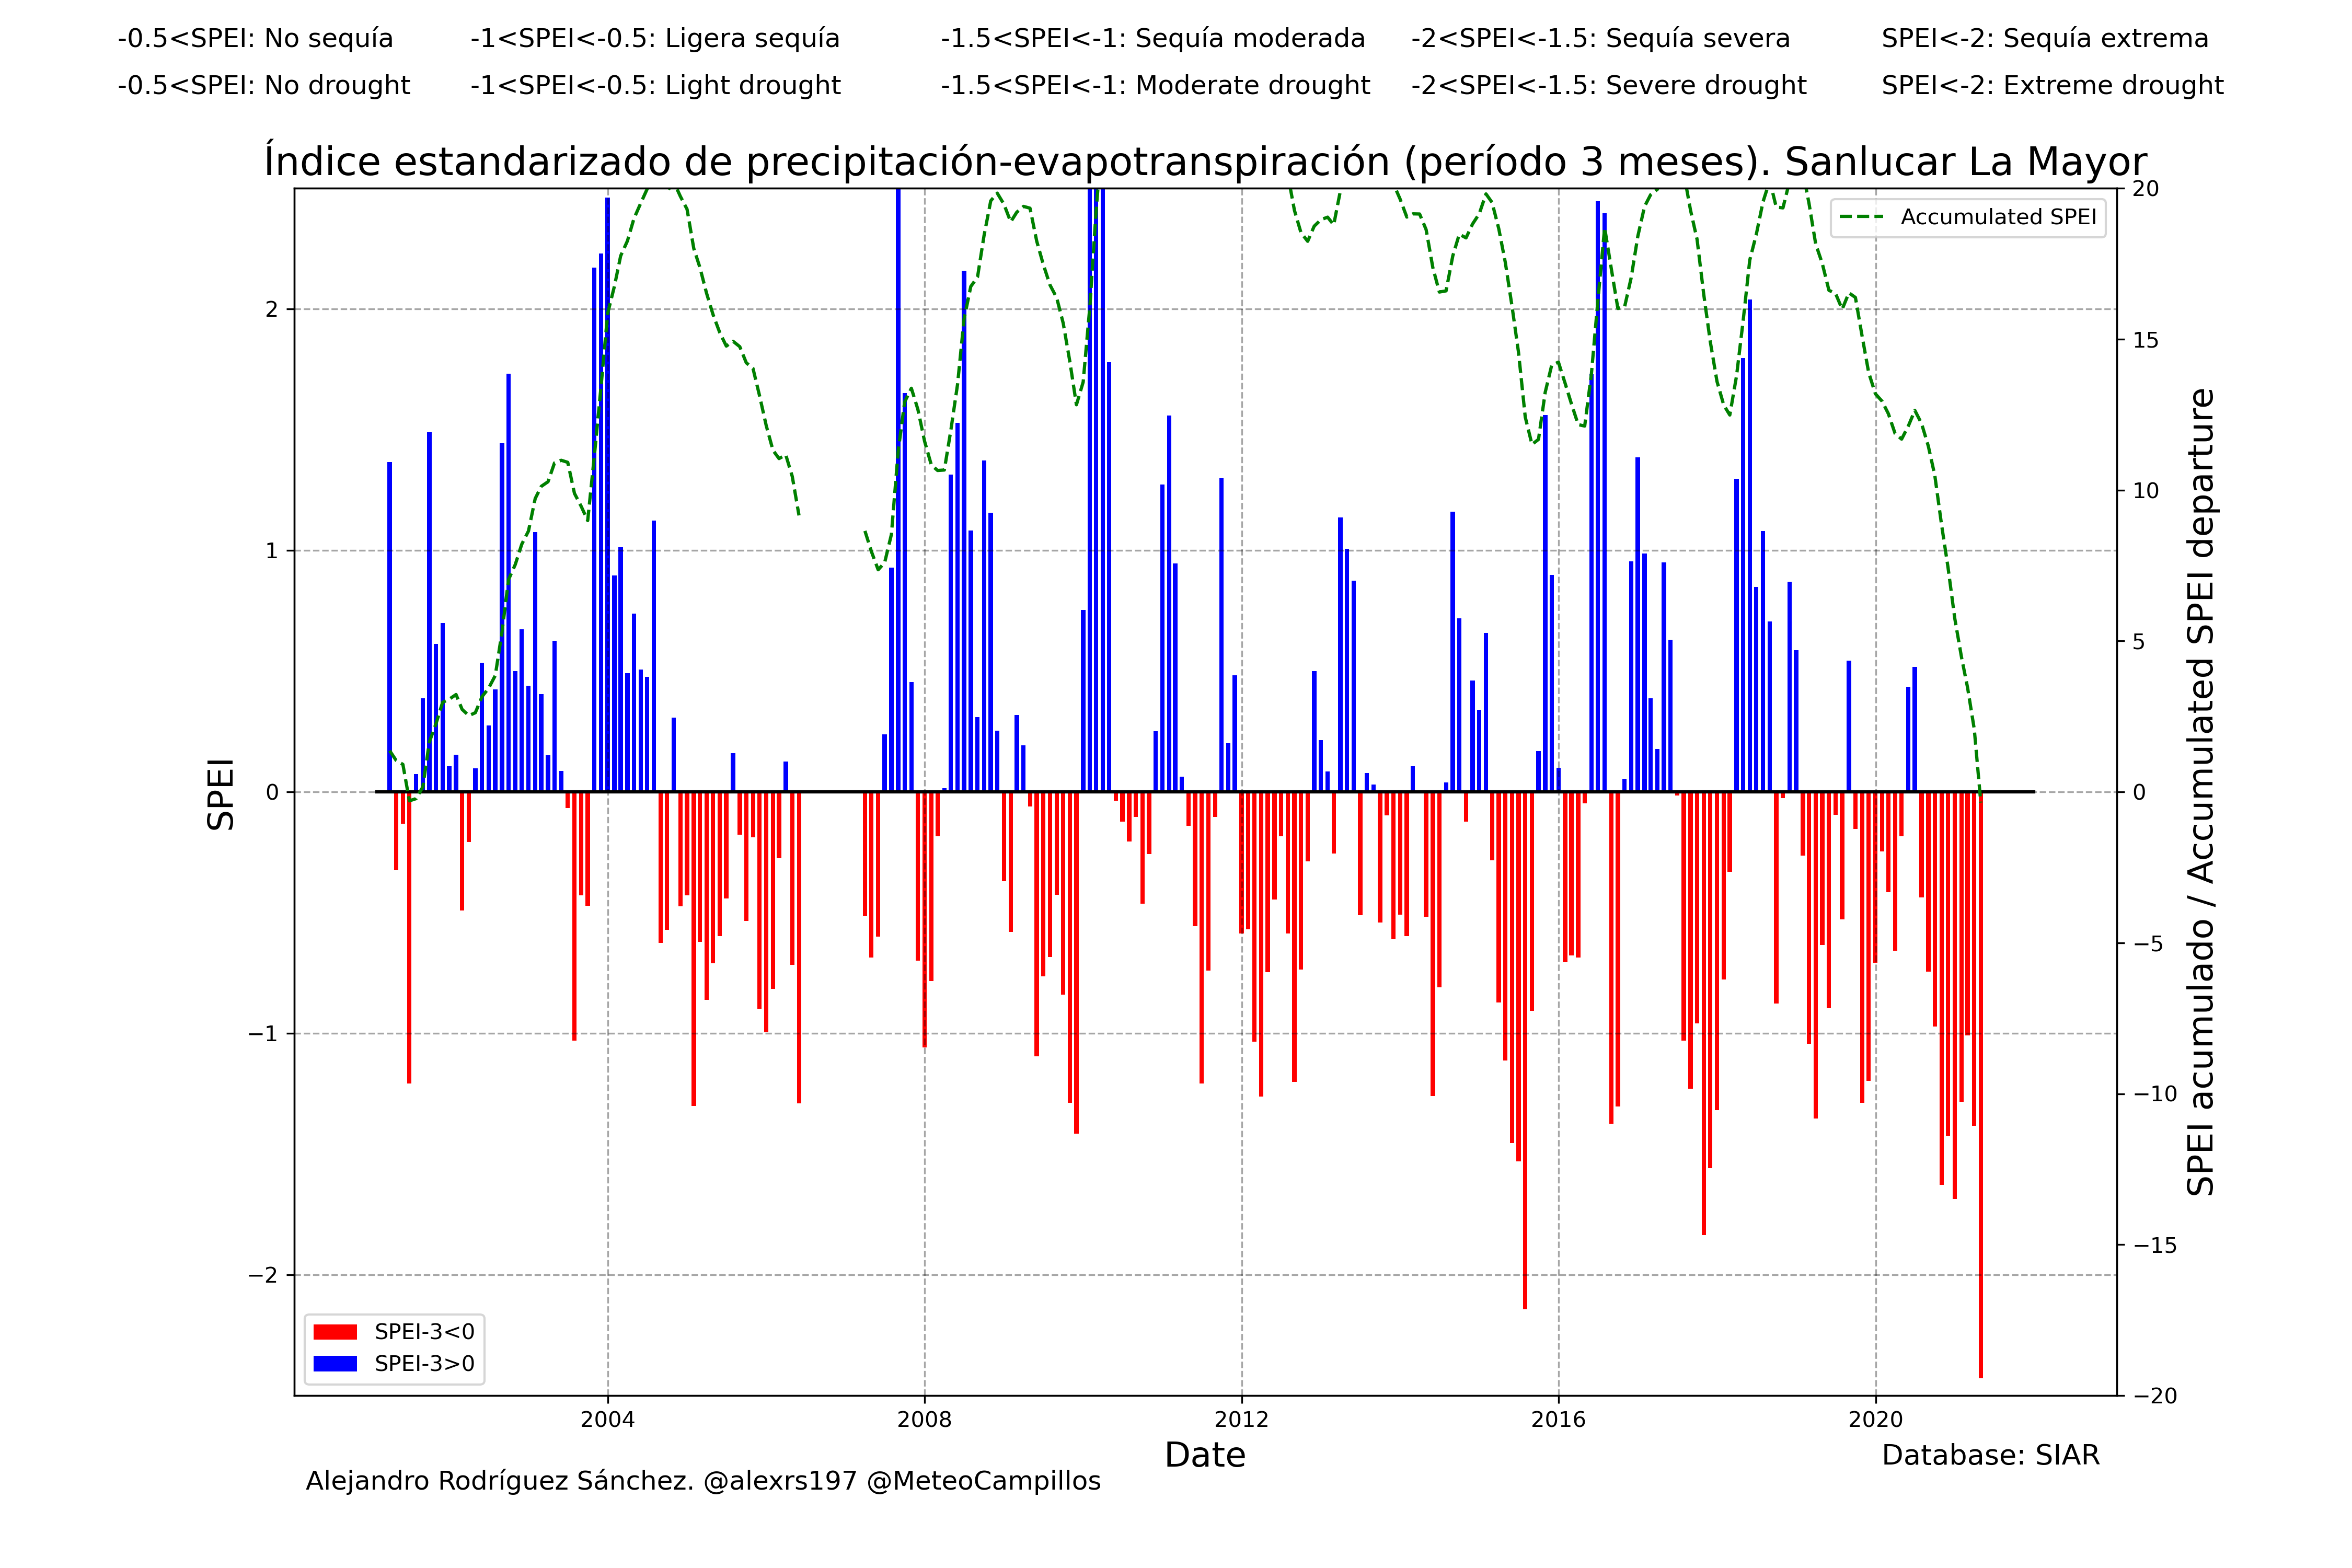 -0.5<SPEI: No sequía -1<SPEI<-0.5: Ligera sequía -1.5<SPEI<-1: Sequía moderada -2<SPEI<-1.5: Sequía severa SPEI<-2: Sequía extrema
-0.5<SPEI: No drought -1<SPEI<-0.5: Light drought -1.5<SPEI<-1: Moderate drought -2<SPEI<-1.5: Severe drought SPEI<-2: Extreme drought
Índice estandarizado de precipitación-evapotranspiración (período 3 meses). Sanlucar La Mayor
Accumulated SPEI
SPEI
2
1
0
−1
−2
20
15
10
5
0
−5
−10
−15
−20
SPEI acumulado / Accumulated SPEI departure
SPEI-3<0
SPEI-3>0
2004 2008 2012 2016 2020
Date
Database: SIAR
Alejandro Rodríguez Sánchez. @alexrs197 @MeteoCampillos